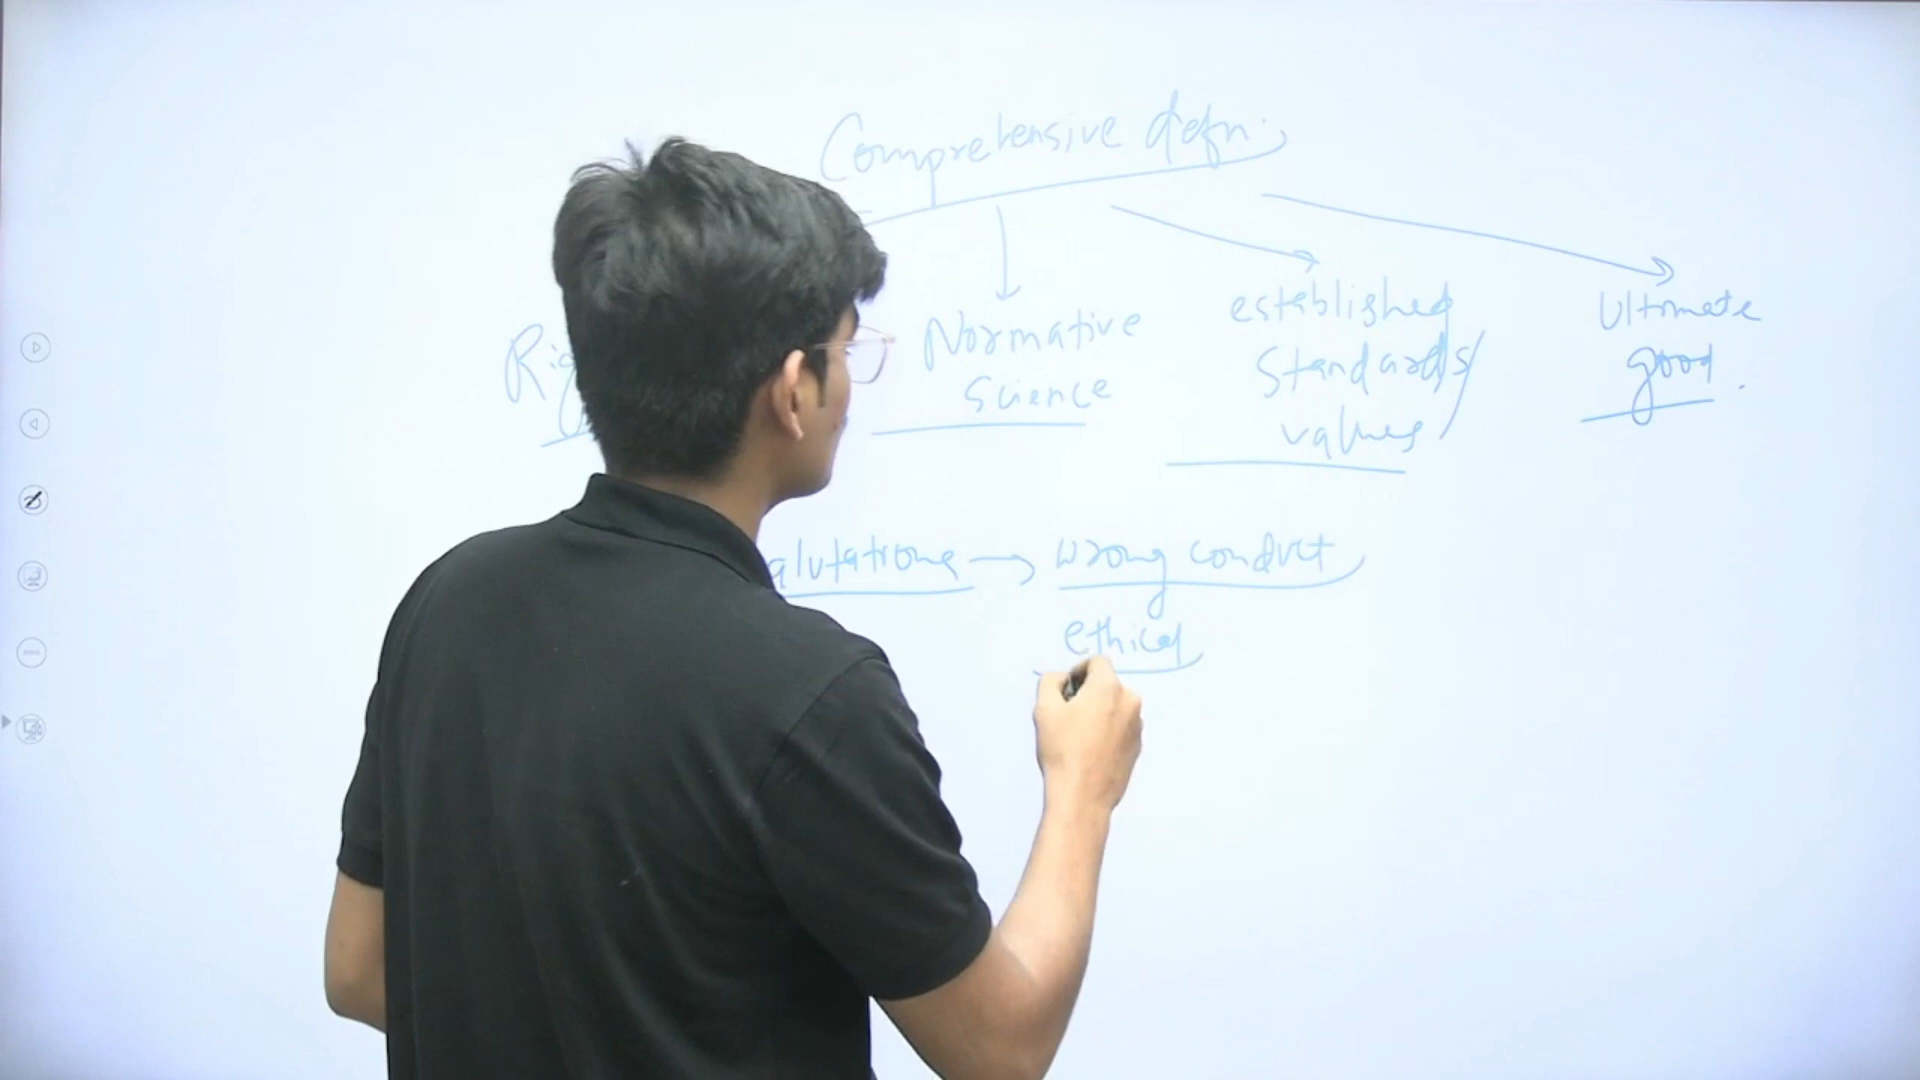 Comprehensive defn.
Normative
Science
established
Standards/
values
Ultimate
good.
→ wrong conduct
ethical